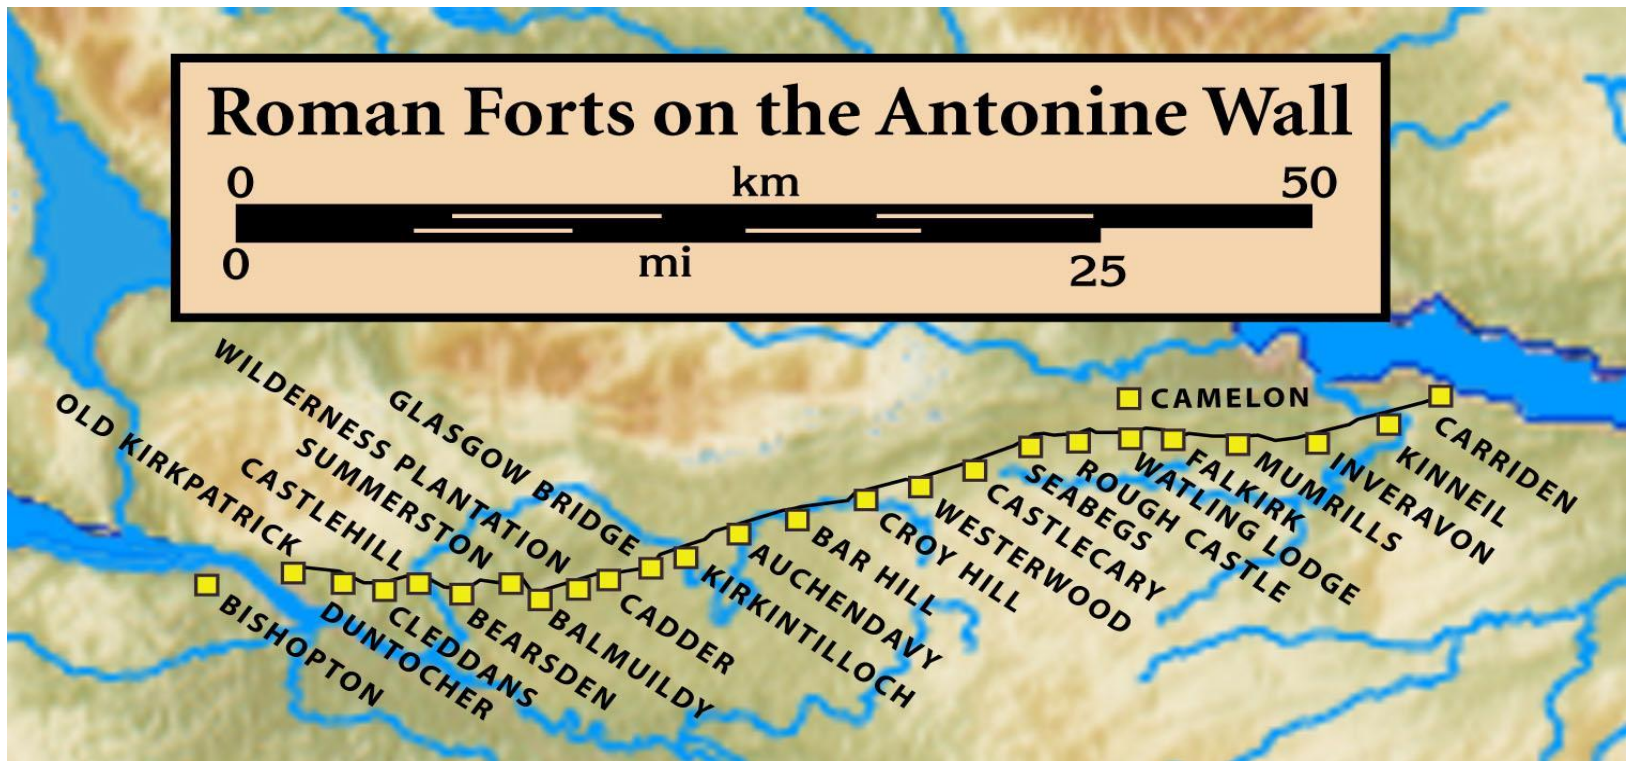 Roman Forts on the Antonine Wall
0 km 50
0 mi 25
WILDERNESS PLANTATION
GLASGOW BRIDGE
OLD KIRKPATRICK
CASTLEHILL
SUMMERSTON
CAMELON
BISHOPTON
DUNTOCHER
CLEDDANS
BEARSDEN
BALMUILDY
CADDER
KIRKINTILLOCH
AUCHENDAVY
BAR HILL
CROY HILL
WESTERWOOD
CASTLECARY
SEABEGS
ROUGH CASTLE
WATLING LODGE
FALKIRK
MUMRILLS
INVERAVON
KINNEIL
CARRIDEN